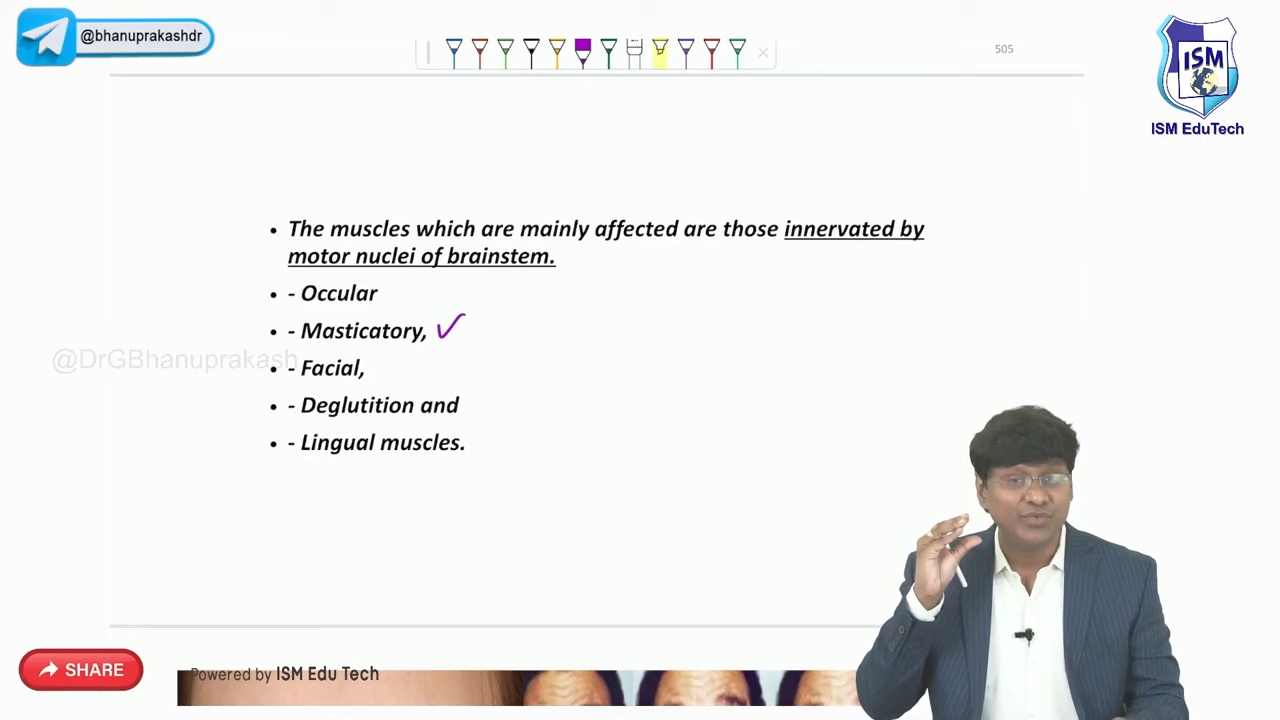 @bhanuprakashdr
505
ISM
ISM EduTech
• The muscles which are mainly affected are those innervated by
motor nuclei of brainstem.
• - Occular
• - Masticatory,
@DrGBhanuprakash
• - Facial,
• - Deglutition and
• - Lingual muscles.
SHARE
Powered by ISM Edu Tech